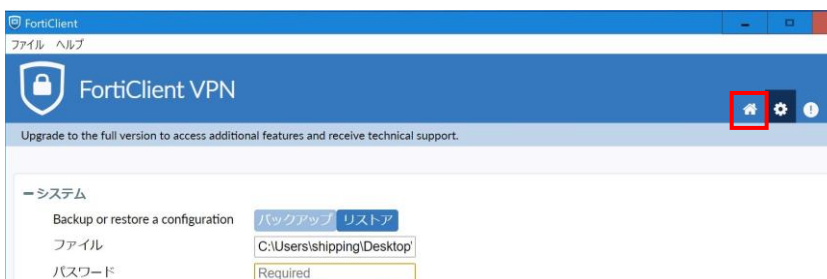 FortiClient
ファイル ヘルプ
FortiClient VPN
Upgrade to the full version to access additional features and receive technical support.
システム
Backup or restore a configuration バックアップ リストア
ファイル C:\Users\shipping\Desktop\
パスワード Required